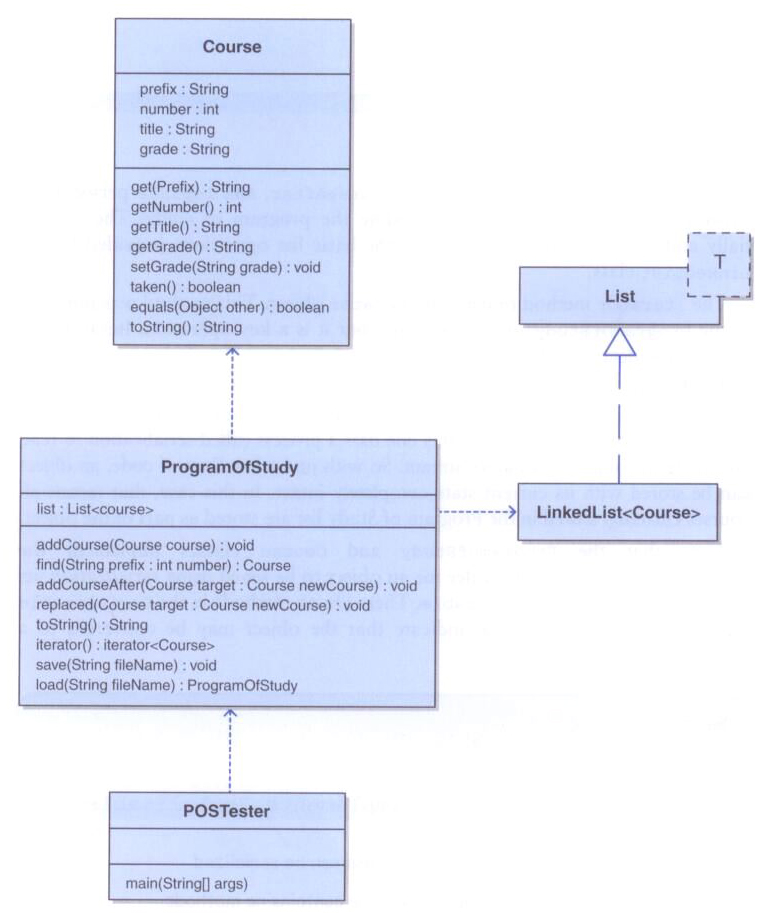 Course
prefix : String
number : int
title : String
grade : String
get(Prefix) : String
getNumber() : int
getTitle() : String
getGrade() : String
setGrade(String grade) : void
taken() : boolean
equals(Object other) : boolean
toString() : String
T
List
ProgramOfStudy
list : List<course>
addCourse(Course course) : void
find(String prefix : int number) : Course
addCourseAfter(Course target : Course newCourse) : void
replaced(Course target : Course newCourse) : void
toString() : String
iterator() : iterator<Course>
save(String fileName) : void
load(String fileName) : ProgramOfStudy
LinkedList<Course>
POSTester
main(String[] args)